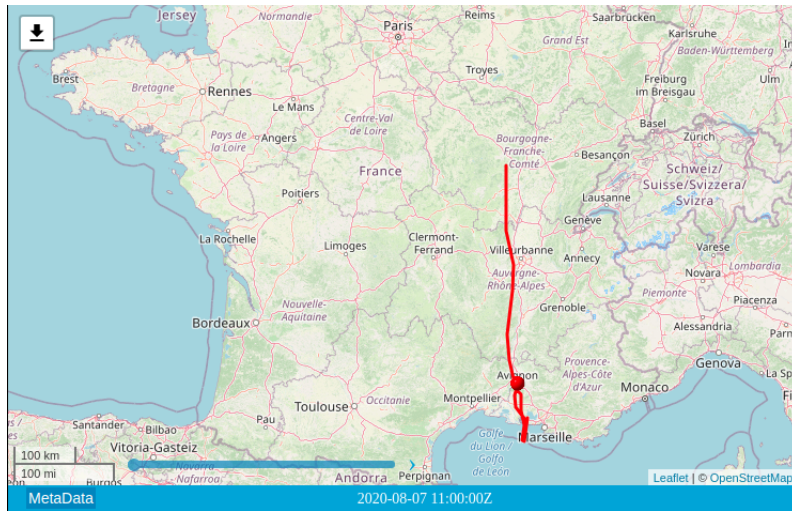 Jersey
Normandie
Paris
Reims
Saarbrücken
Karlsruhe
Grand Est
Baden-Württemberg
Brest
Troyes
Freiburg
im Breisgau
Ulm
Bretagne
Rennes
Le Mans
Pays de
la Loire
Angers
Centre-Val
de Loire
Bourgogne-
Franche-
Comté
Basel
Zürich
Besançon
France
Schweiz/
Suisse/Svizzera/
Svizra
Poitiers
Lausanne
Genève
La Rochelle
Limoges
Clermont-
Ferrand
Villeurbanne
Annecy
Varese
Lombardia
Auvergne-
Rhône-Alpes
Novara
Nouvelle-
Aquitaine
Grenoble
Piemonte
Piacenza
Bordeaux
Alessandria
Genova
Avignon
Provence-
Alpes-Côte
d'Azur
Monaco
La Sp
Toulouse
Occitanie
Montpellier
Santander
Bilbao
Pau
Marseille
Golfe
du Lion /
Golfo
de León
Vitoria-Gasteiz
Navarra
Nafarroa
Burgos
Andorra
Perpignan
100 km
100 mi
Leaflet | © OpenStreetMap
MetaData
2020-08-07 11:00:00Z